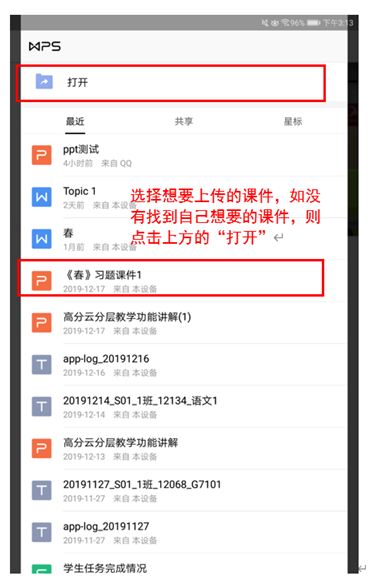 96% 下午3:13
WPS
打开
最近 共享 星标
ppt测试
4小时前 来自 QQ
Topic 1
2天前 来自 本设备
选择想要上传的课件，如没
有找到自己想要的课件，则
点击上方的“打开”↵
春
1月前 来自 本设备
《春》习题课件1
2019-12-17 来自 本设备
高分云分层教学功能讲解(1)
2019-12-17 来自 本设备
app-log_20191216
2019-12-16 来自 本设备
20191214_S01_1班_12134_语文1
2019-12-14 来自 本设备
高分云分层教学功能讲解
2019-12-13 来自 本设备
20191127_S01_1班_12068_G7101
2019-11-27 来自 本设备
app-log_20191127
2019-11-27 来自 本设备
学生任务完成情况